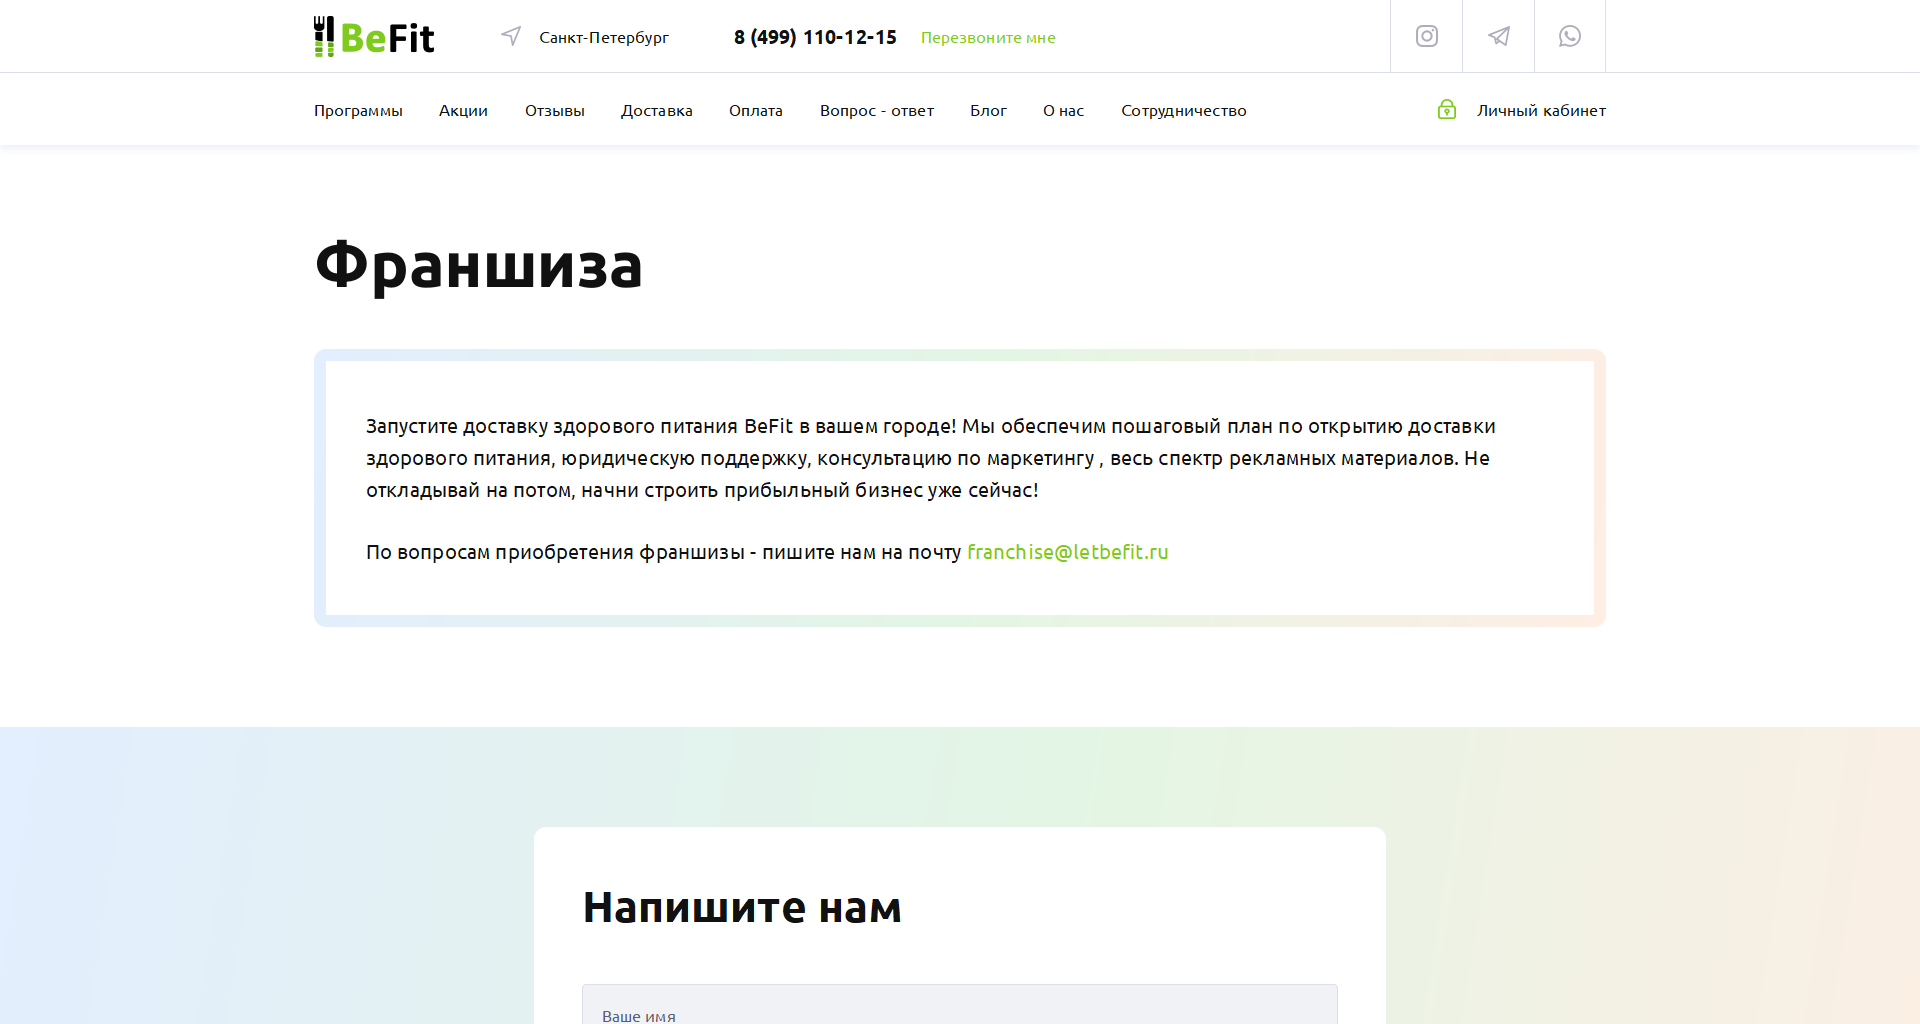 BeFit
Санкт-Петербург
8 (499) 110-12-15
Перезвоните мне
Программы
Акции
Отзывы
Доставка
Оплата
Вопрос - ответ
Блог
О нас
Сотрудничество
Личный кабинет
Франшиза
Запустите доставку здорового питания BeFit в вашем городе! Мы обеспечим пошаговый план по открытию доставки
здорового питания, юридическую поддержку, консультацию по маркетингу , весь спектр рекламных материалов. Не
откладывай на потом, начни строить прибыльный бизнес уже сейчас!
По вопросам приобретения франшизы - пишите нам на почту franchise@letbefit.ru
Напишите нам
Ваше имя